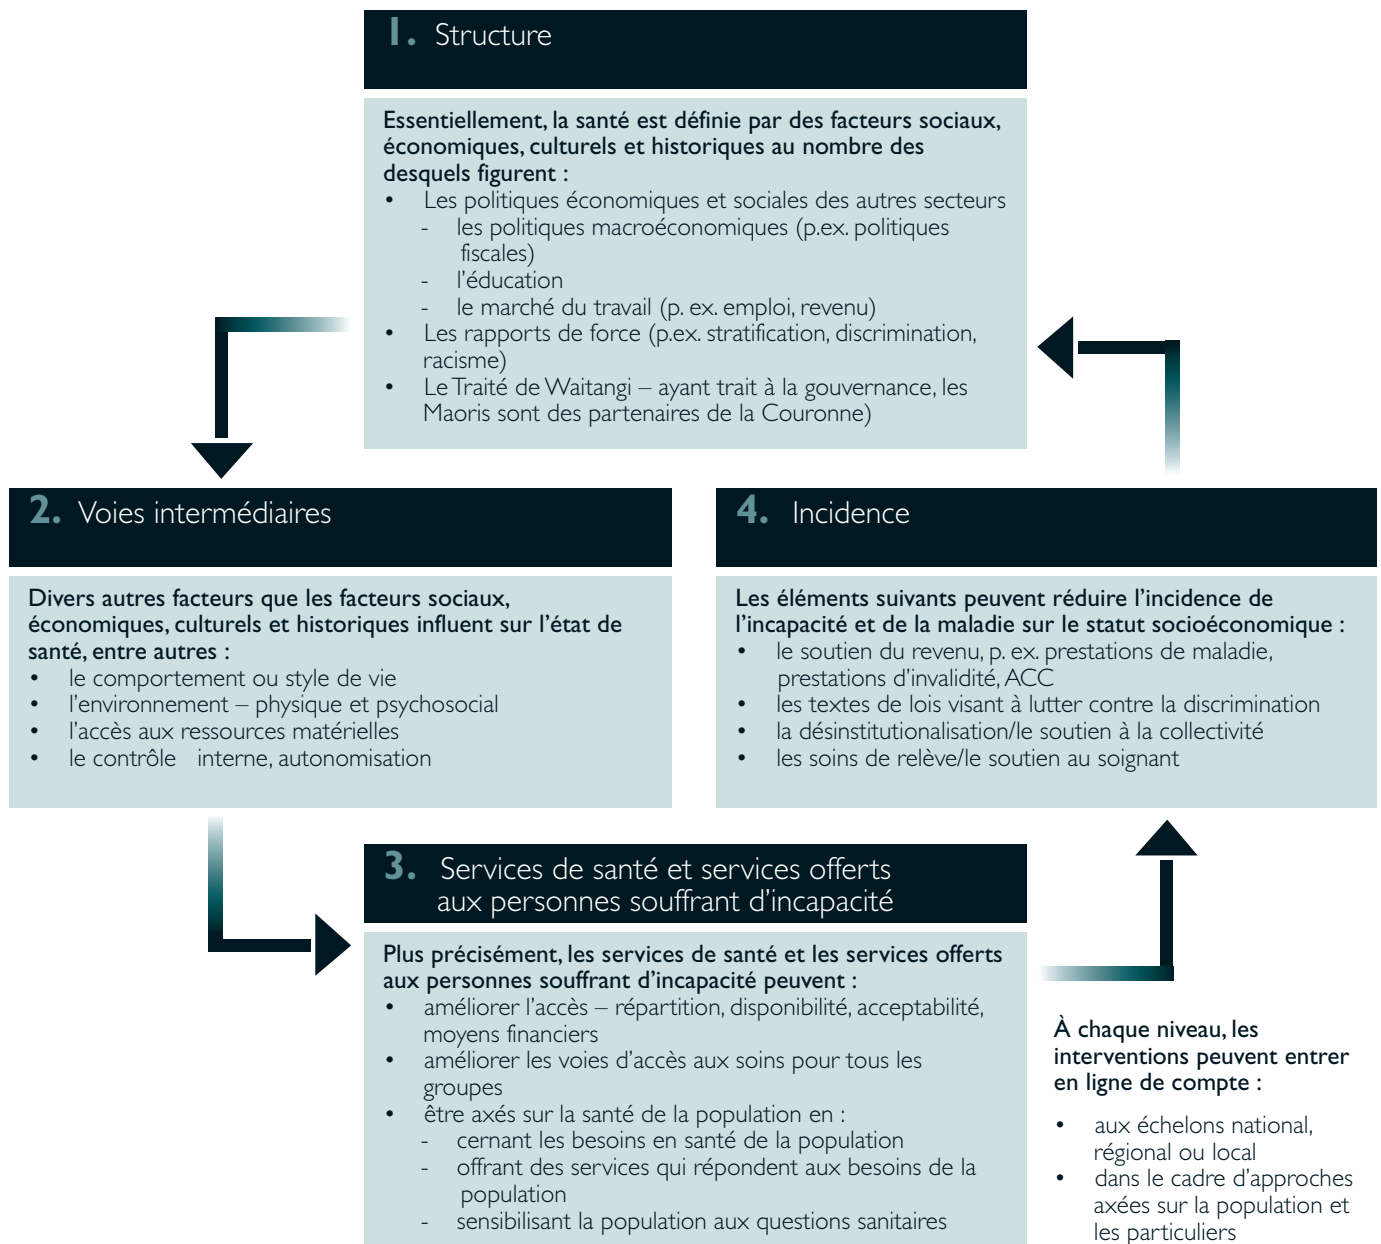 1. Structure
Essentiellement, la santé est définie par des facteurs sociaux,
économiques, culturels et historiques au nombre des
desquels figurent :
• Les politiques économiques et sociales des autres secteurs
- les politiques macroéconomiques (p.ex. politiques
fiscales)
- l'éducation
- le marché du travail (p. ex. emploi, revenu)
• Les rapports de force (p.ex. stratification, discrimination,
racisme)
• Le Traité de Waitangi – ayant trait à la gouvernance, les
Maoris sont des partenaires de la Couronne)
2. Voies intermédiaires
Divers autres facteurs que les facteurs sociaux,
économiques, culturels et historiques influent sur l'état de
santé, entre autres :
• le comportement ou style de vie
• l'environnement – physique et psychosocial
• l'accès aux ressources matérielles
• le contrôle interne, autonomisation
3. Services de santé et services offerts
aux personnes souffrant d'incapacité
Plus précisément, les services de santé et les services offerts
aux personnes souffrant d'incapacité peuvent :
• améliorer l'accès – répartition, disponibilité, acceptabilité,
moyens financiers
• améliorer les voies d'accès aux soins pour tous les
groupes
• être axés sur la santé de la population en :
- cernant les besoins en santé de la population
- offrant des services qui répondent aux besoins de la
population
- sensibilisant la population aux questions sanitaires
4. Incidence
Les éléments suivants peuvent réduire l'incidence de
l'incapacité et de la maladie sur le statut socioéconomique :
• le soutien du revenu, p. ex. prestations de maladie,
prestations d'invalidité, ACC
• les textes de lois visant à lutter contre la discrimination
• la désinstitutionalisation/le soutien à la collectivité
• les soins de relève/le soutien au soignant
À chaque niveau, les
interventions peuvent entrer
en ligne de compte :
• aux échelons national,
régional ou local
• dans le cadre d'approches
axées sur la population et
les particuliers